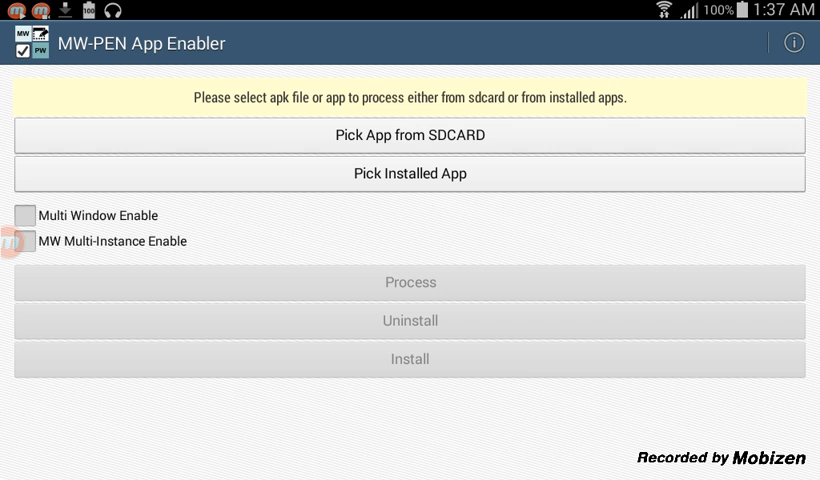 100 100% 1:37 AM
MW PW MW-PEN App Enabler
Please select apk file or app to process either from sdcard or from installed apps.
Pick App from SDCARD
Pick Installed App
Multi Window Enable
MW Multi-Instance Enable
Process
Uninstall
Install
Recorded by Mobizen